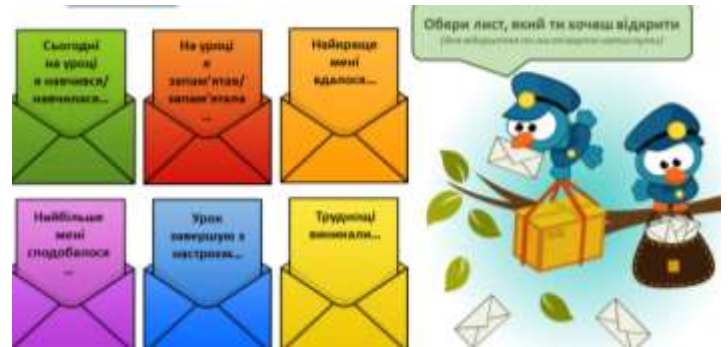 Сьогодні
на уроці
я навчився/
навчилася...
На уроці
я
запам'ятав/
запам'ятала
...
Найкраще
мені
вдалося...
Обери лист, який ти хочеш відкрити
Найбільше
мені
сподобалося
...
Урок
завершую з
настроєм...
Труднощі
виникали...